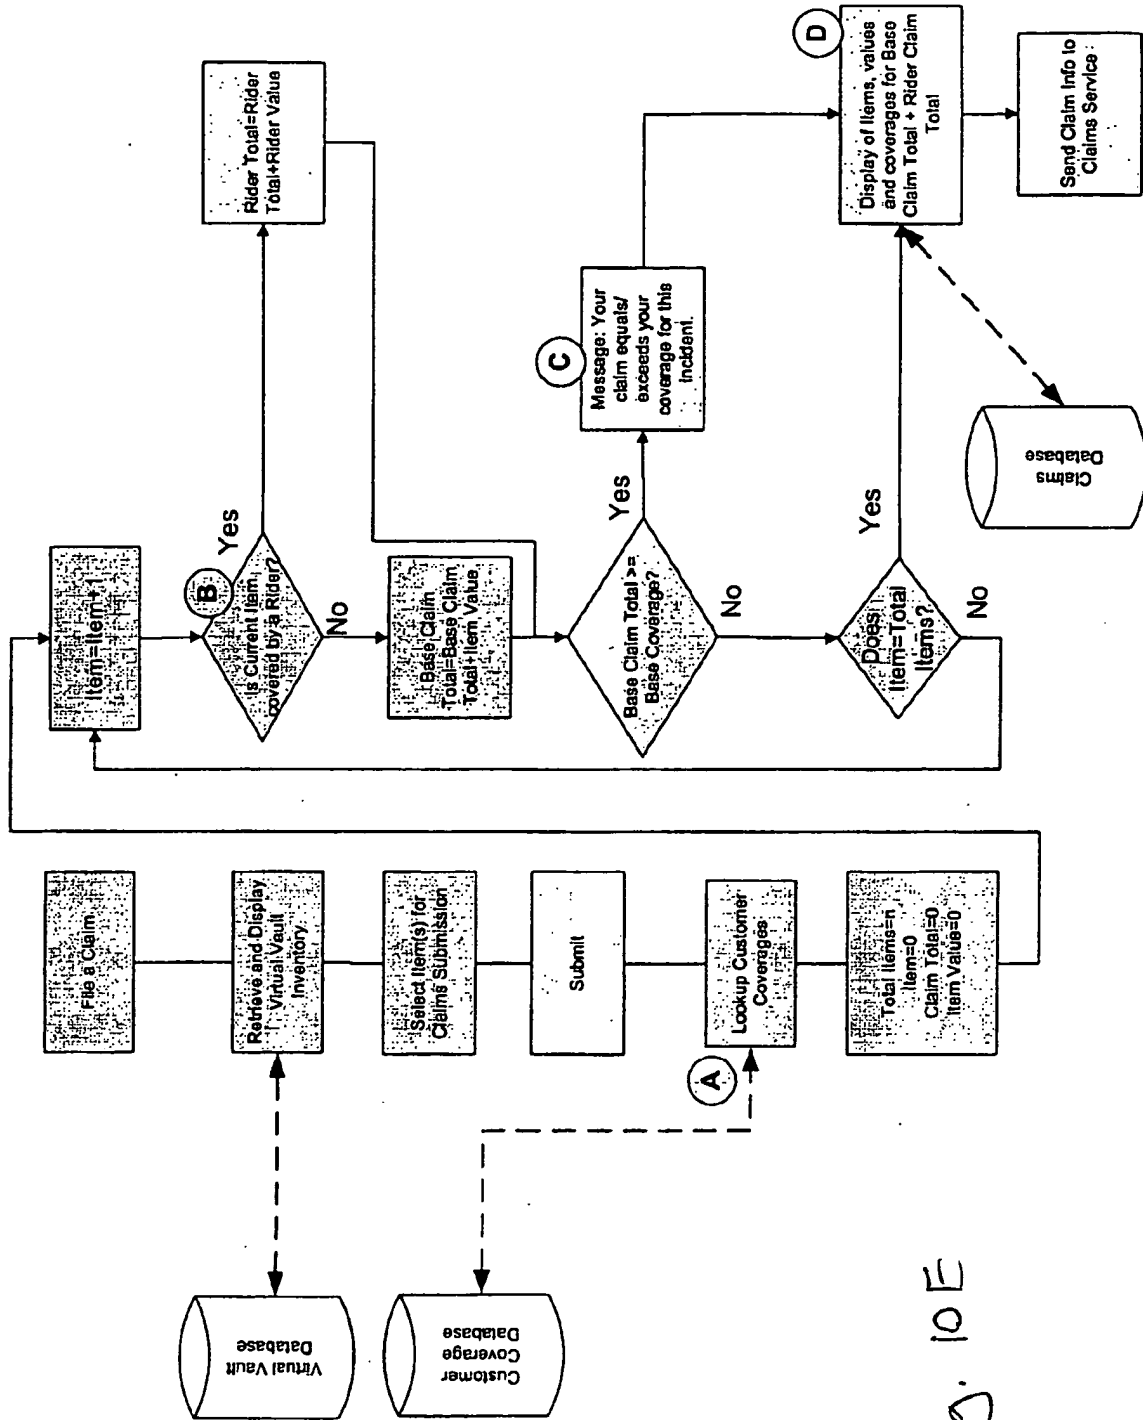 File a Claim
Retrieve and Display
Virtual Vault
Inventory
Select Item(s) for
Claims Submission
Submit
A
Lookup Customer
Coverages
Total Items=n
Item=0
Claim Total=0
Item Value=0
Virtual Vault
Database
Customer
Coverage
Database
Item=Item+1
B
Is Current Item
covered by a Rider?
Yes
No
Rider Total=Rider
Total+Rider Value
Base Claim
Total=Base Claim
Total+Item Value
Base Claim Total >=
Base Coverage?
Yes
No
C
Message: Your
claim equals/
exceeds your
coverage for this
incident.
Does
Item=Total
Items?
Yes
No
D
Display of Items, values
and coverages for Base
Claim Total + Rider Claim
Total
Claims
Database
Send Claim Info to
Claims Service
10 E